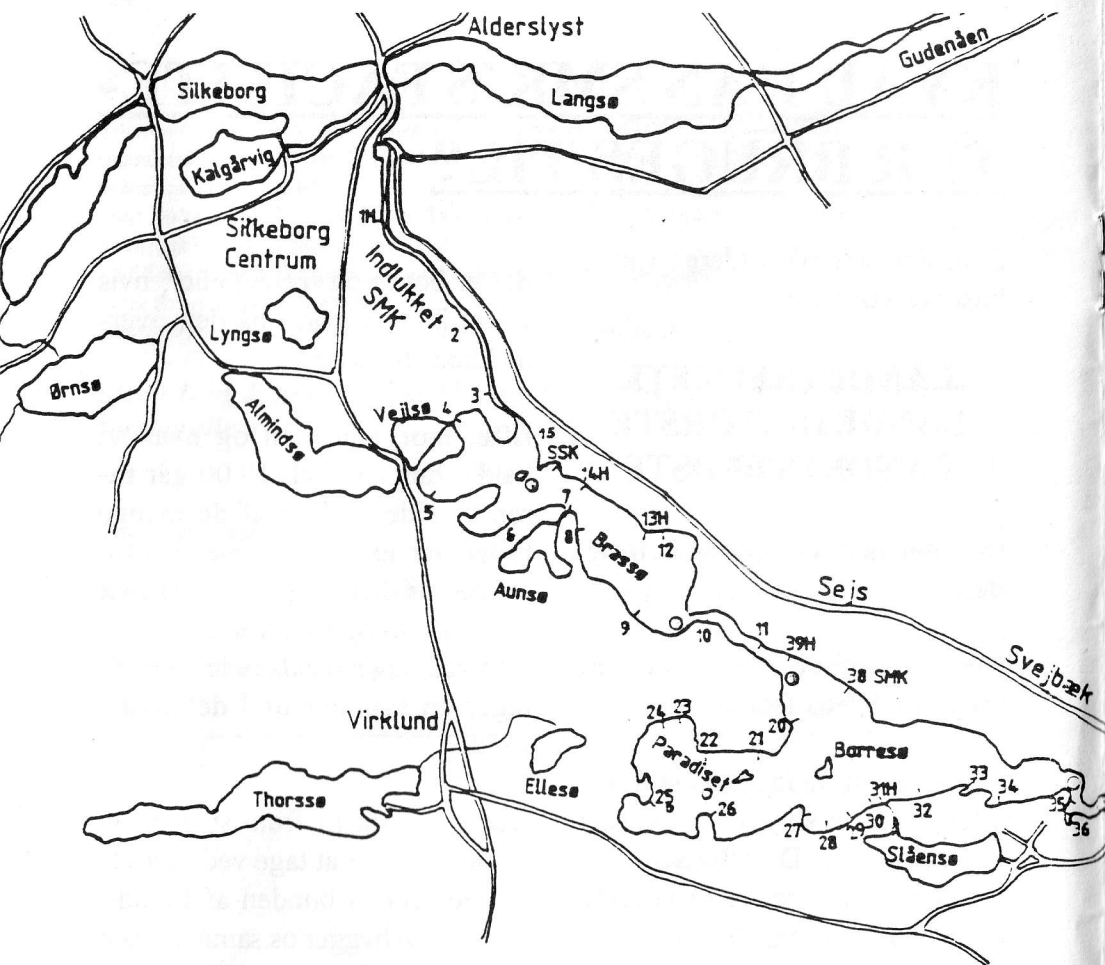 Alderslyst
Gudenåen
Silkeborg
Langsø
Kalgårvig
1H
Silkeborg
Centrum
Indlukket
SMK
2
Lyngsø
Ørnsø
Almindsø
Vejlsø
4
3
15
SSK
14H
a
5
6
7
8
13H
12
Brassø
Aunsø
9
10
11
39H
38 SMK
Sejs
Svejbæk
Virklund
24
23
22
21
20
Paradiset
Borresø
Ellesø
Thorssø
25
26
27
28
29
30
31H
32
33
34
35
36
Slåensø